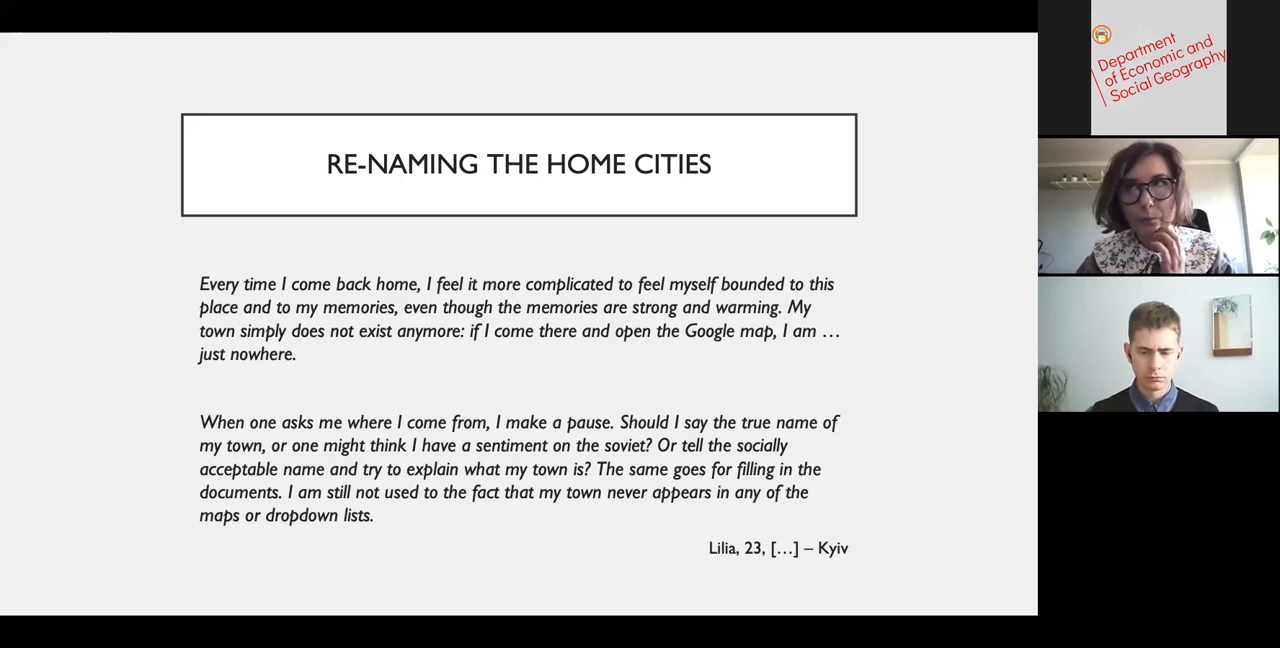 RE-NAMING THE HOME CITIES
Every time I come back home, I feel it more complicated to feel myself bounded to this
place and to my memories, even though the memories are strong and warming. My
town simply does not exist anymore: if I come there and open the Google map, I am …
just nowhere.
When one asks me where I come from, I make a pause. Should I say the true name of
my town, or one might think I have a sentiment on the soviet? Or tell the socially
acceptable name and try to explain what my town is? The same goes for filling in the
documents. I am still not used to the fact that my town never appears in any of the
maps or dropdown lists.
Lilia, 23, […] – Kyiv
Department
of Economic and
Social Geography